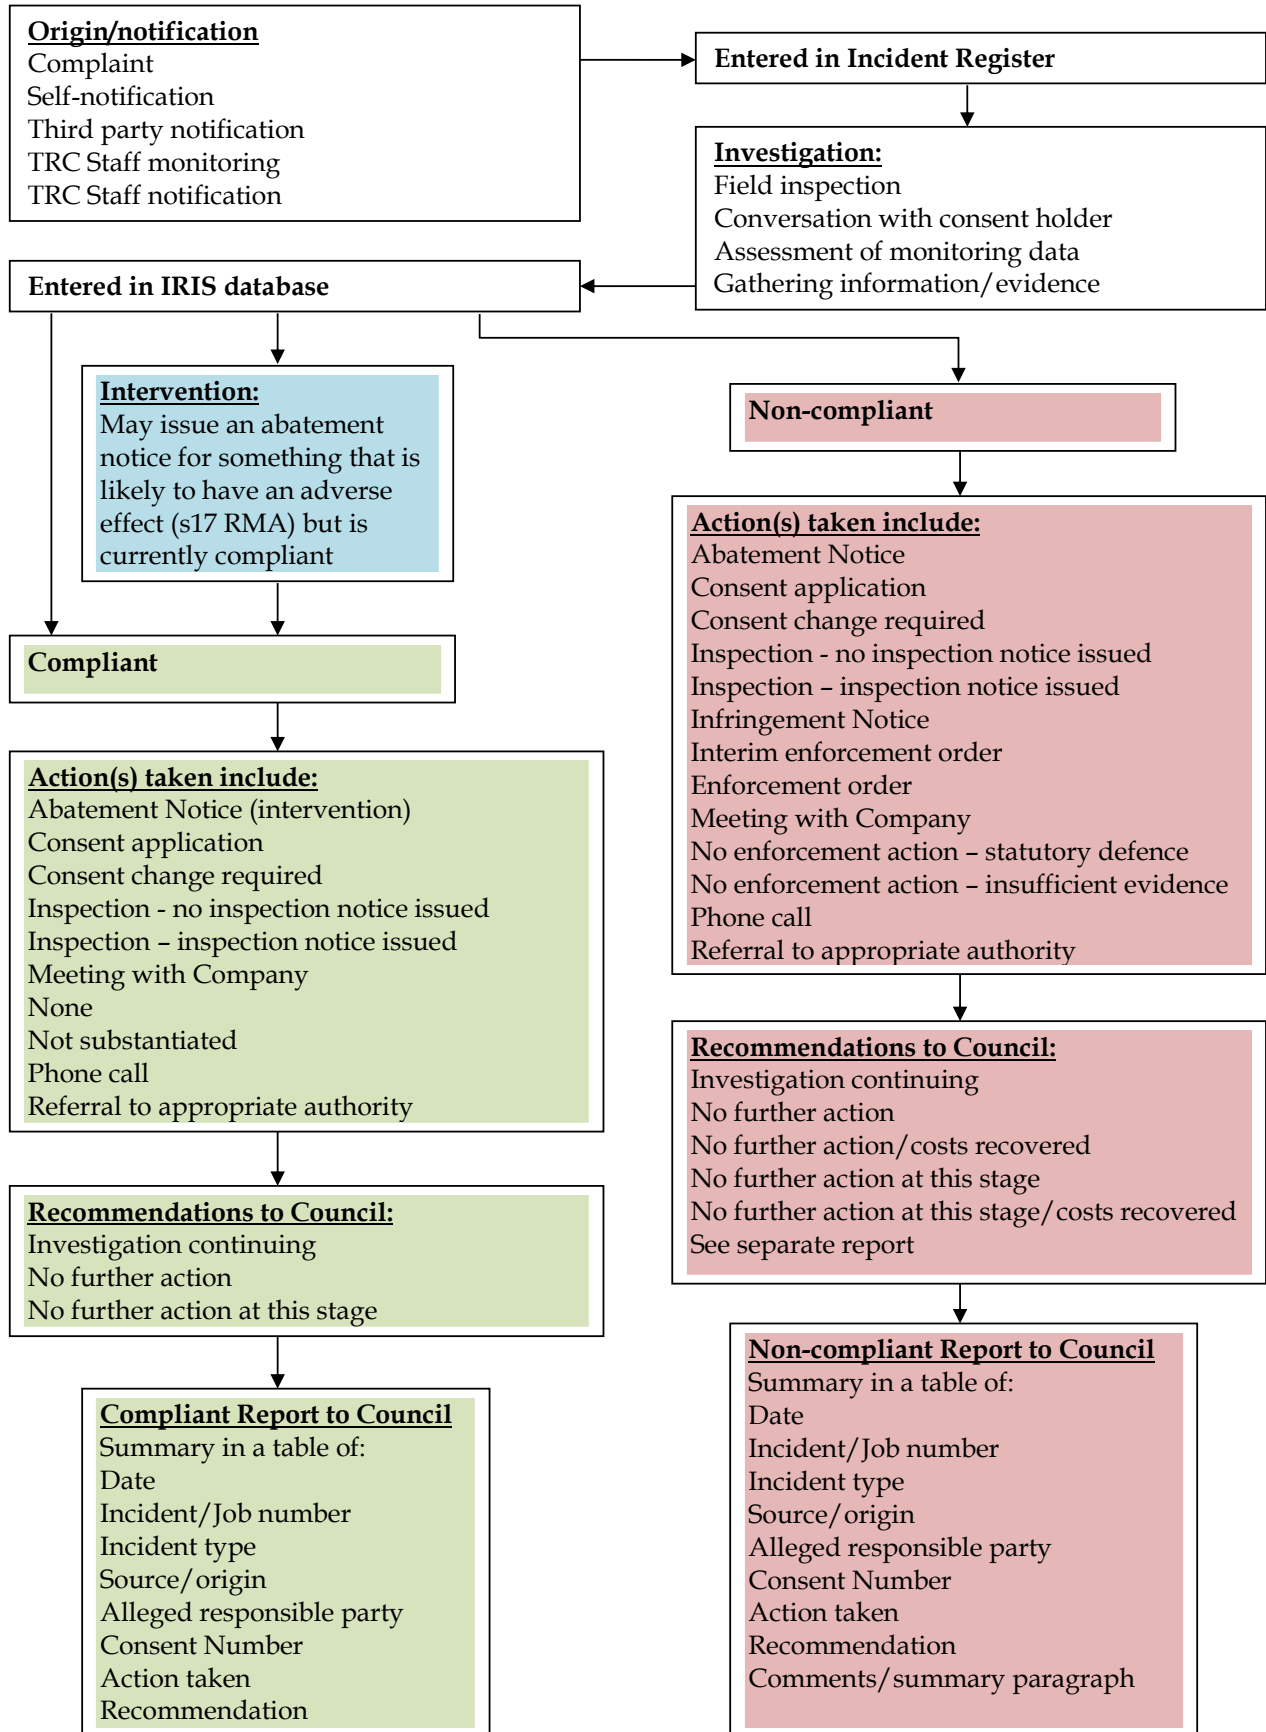 Origin/notification
Complaint
Self-notification
Third party notification
TRC Staff monitoring
TRC Staff notification
Entered in Incident Register
Investigation:
Field inspection
Conversation with consent holder
Assessment of monitoring data
Gathering information/evidence
Entered in IRIS database
Intervention:
May issue an abatement
notice for something that is
likely to have an adverse
effect (s17 RMA) but is
currently compliant
Compliant
Action(s) taken include:
Abatement Notice (intervention)
Consent application
Consent change required
Inspection - no inspection notice issued
Inspection – inspection notice issued
Meeting with Company
None
Not substantiated
Phone call
Referral to appropriate authority
Recommendations to Council:
Investigation continuing
No further action
No further action at this stage
Compliant Report to Council
Summary in a table of:
Date
Incident/Job number
Incident type
Source/origin
Alleged responsible party
Consent Number
Action taken
Recommendation
Non-compliant
Action(s) taken include:
Abatement Notice
Consent application
Consent change required
Inspection - no inspection notice issued
Inspection – inspection notice issued
Infringement Notice
Interim enforcement order
Enforcement order
Meeting with Company
No enforcement action – statutory defence
No enforcement action – insufficient evidence
Phone call
Referral to appropriate authority
Recommendations to Council:
Investigation continuing
No further action
No further action/costs recovered
No further action at this stage
No further action at this stage/costs recovered
See separate report
Non-compliant Report to Council
Summary in a table of:
Date
Incident/Job number
Incident type
Source/origin
Alleged responsible party
Consent Number
Action taken
Recommendation
Comments/summary paragraph